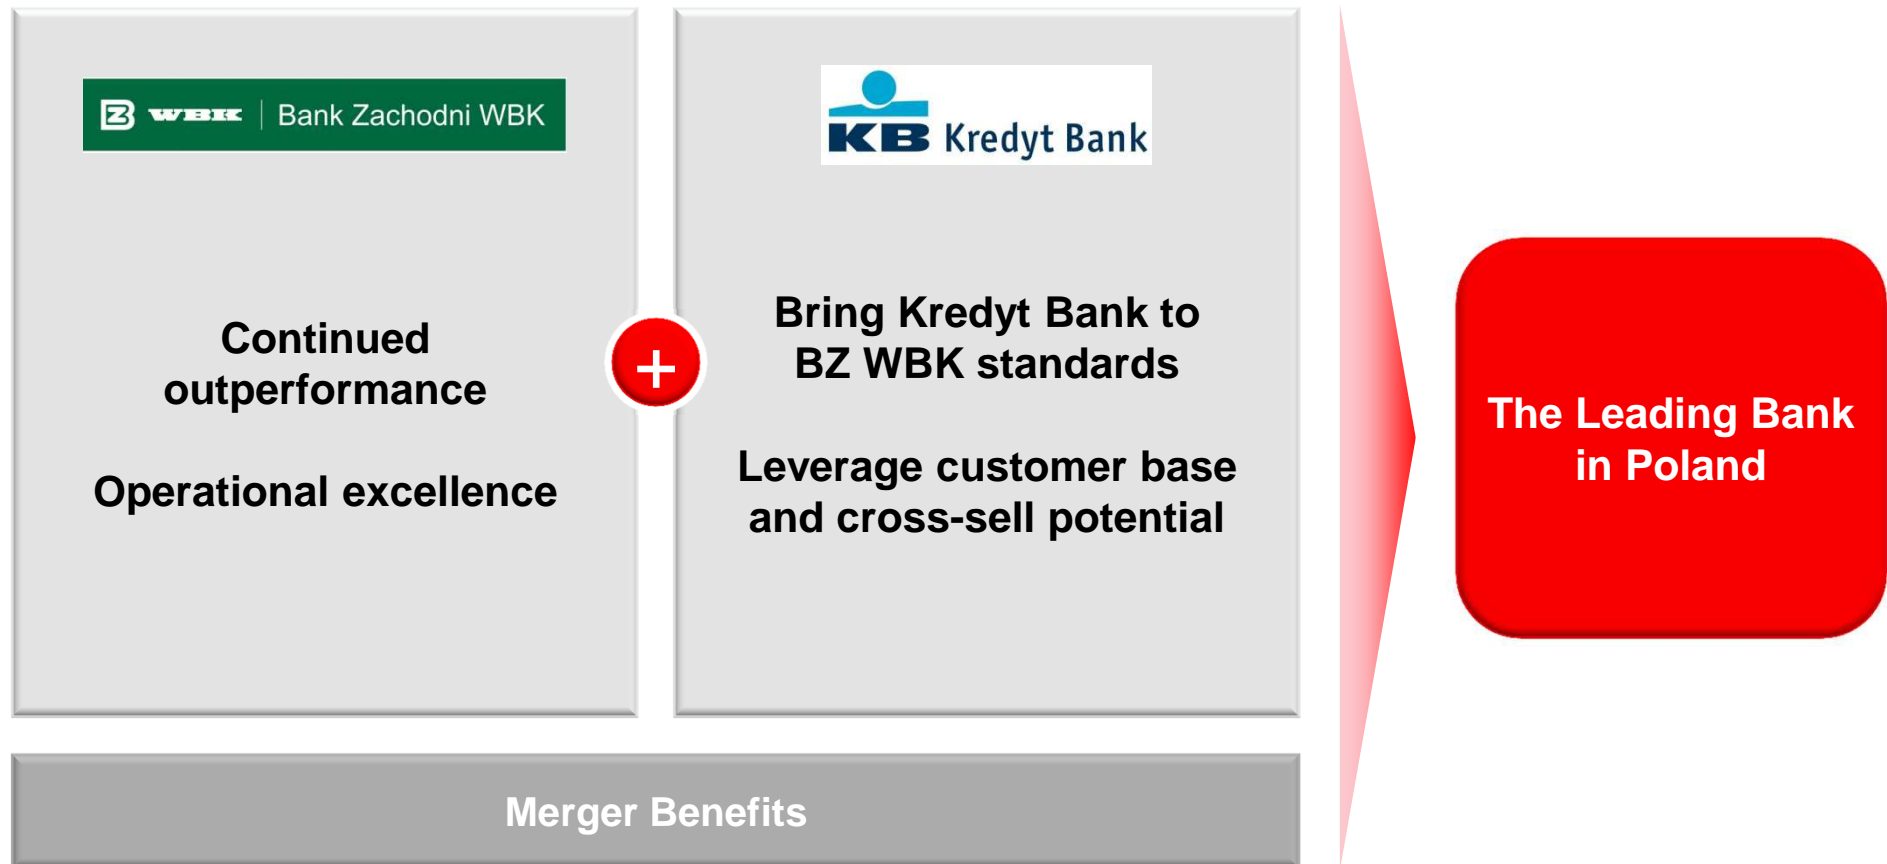 B WBK | Bank Zachodni WBK
Continued
outperformance
Operational excellence
+
KB Kredyt Bank
Bring Kredyt Bank to
BZ WBK standards
Leverage customer base
and cross-sell potential
Merger Benefits
The Leading Bank
in Poland